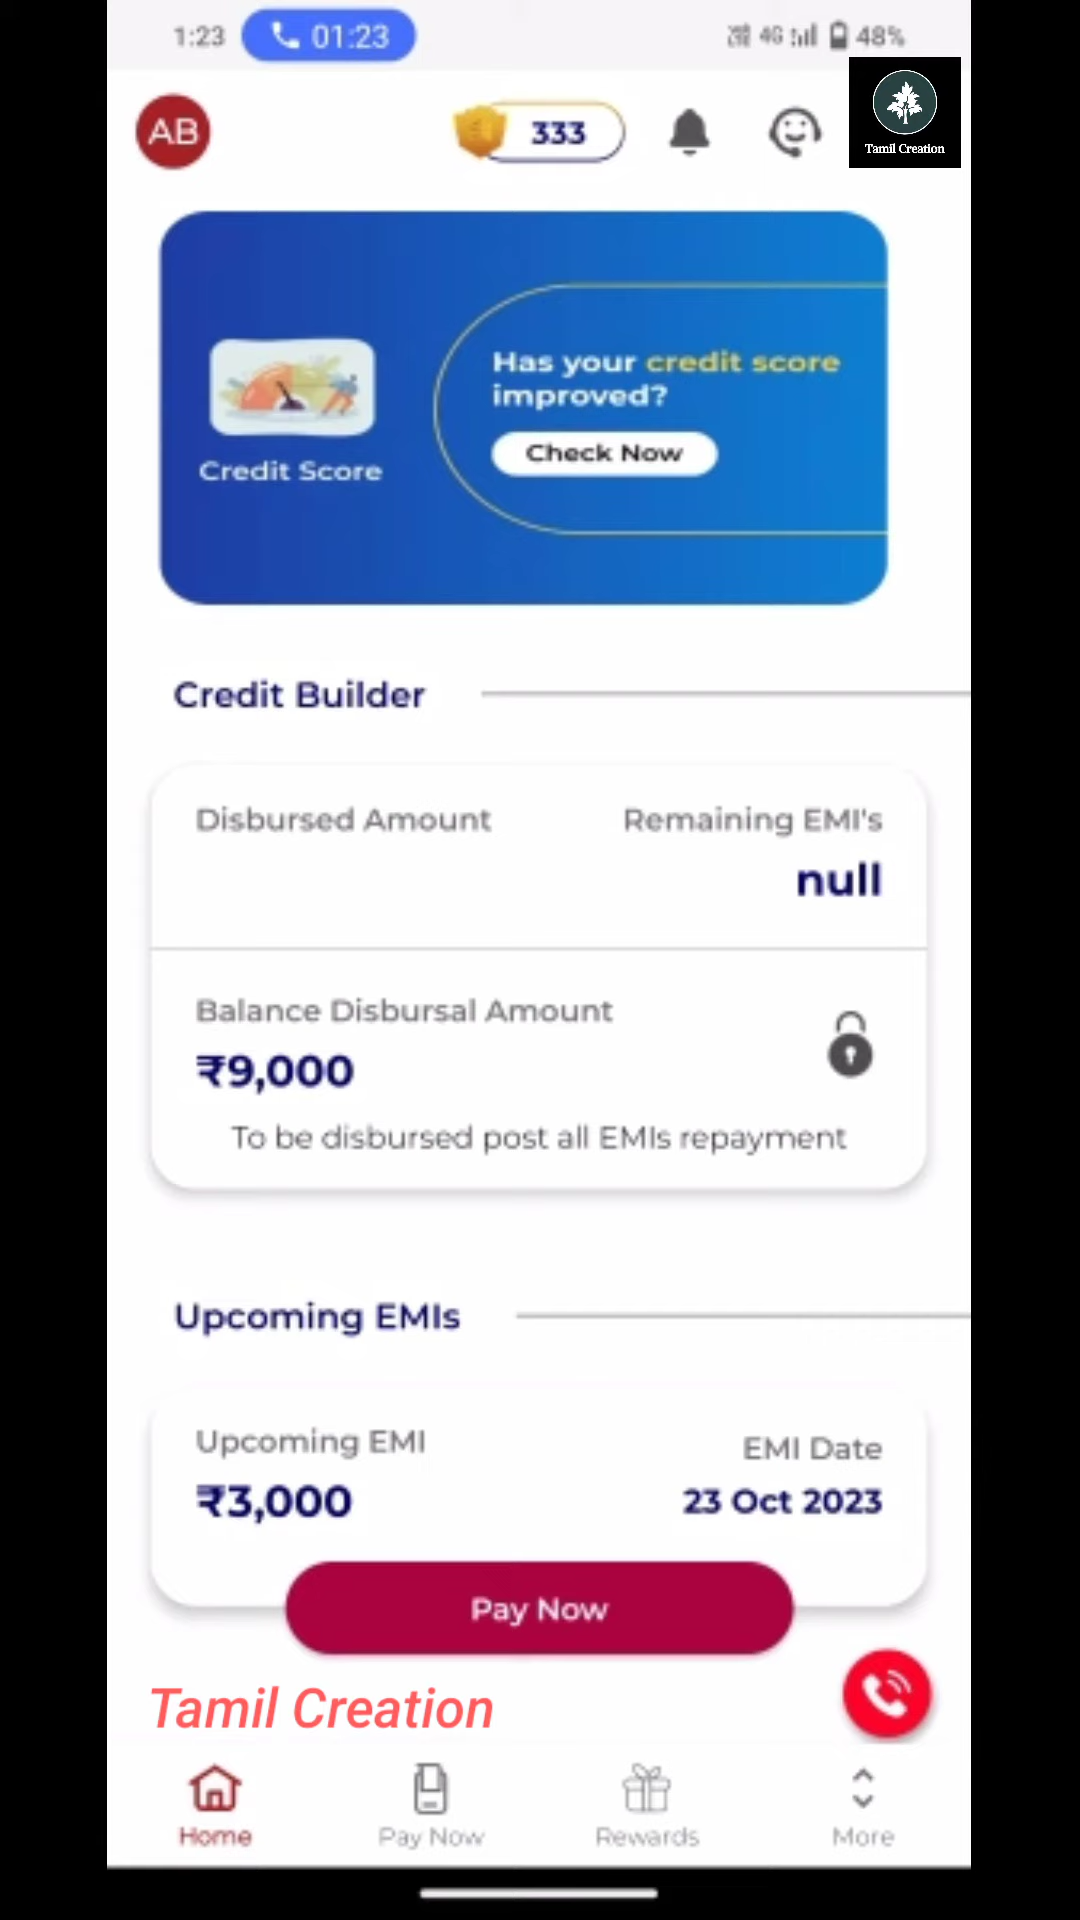 1:23
01:23
4G
48%
AB
333
Tamil Creation
Has your credit score
improved?
Check Now
Credit Score
Credit Builder
Disbursed Amount
Remaining EMI's
null
Balance Disbursal Amount
₹9,000
To be disbursed post all EMIs repayment
Upcoming EMIs
Upcoming EMI
EMI Date
₹3,000
23 Oct 2023
Pay Now
Tamil Creation
Home
Pay Now
Rewards
More